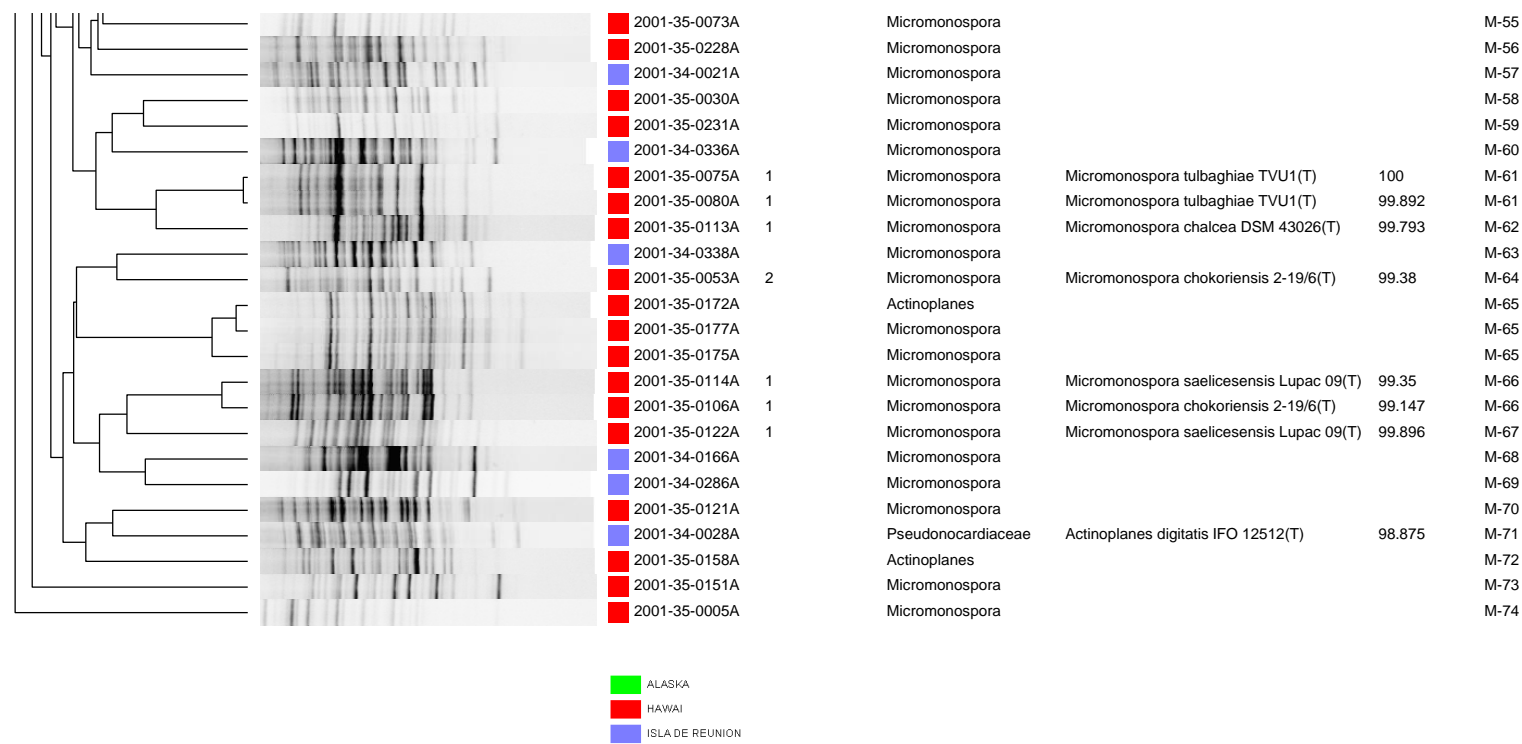 2001-35-0073A Micromonospora M-55
2001-35-0228A Micromonospora M-56
2001-34-0021A Micromonospora M-57
2001-35-0030A Micromonospora M-58
2001-35-0231A Micromonospora M-59
2001-34-0336A Micromonospora M-60
2001-35-0075A 1 Micromonospora Micromonospora tulbaghiae TVU1(T) 100 M-61
2001-35-0080A 1 Micromonospora Micromonospora tulbaghiae TVU1(T) 99.892 M-61
2001-35-0113A 1 Micromonospora Micromonospora chalcea DSM 43026(T) 99.793 M-62
2001-34-0338A Micromonospora M-63
2001-35-0053A 2 Micromonospora Micromonospora chokoriensis 2-19/6(T) 99.38 M-64
2001-35-0172A Actinoplanes M-65
2001-35-0177A Micromonospora M-65
2001-35-0175A Micromonospora M-65
2001-35-0114A 1 Micromonospora Micromonospora saelicesensis Lupac 09(T) 99.35 M-66
2001-35-0106A 1 Micromonospora Micromonospora chokoriensis 2-19/6(T) 99.147 M-66
2001-35-0122A 1 Micromonospora Micromonospora saelicesensis Lupac 09(T) 99.896 M-67
2001-34-0166A Micromonospora M-68
2001-34-0286A Micromonospora M-69
2001-35-0121A Micromonospora M-70
2001-34-0028A Pseudonocardiaceae Actinoplanes digitatis IFO 12512(T) 98.875 M-71
2001-35-0158A Actinoplanes M-72
2001-35-0151A Micromonospora M-73
2001-35-0005A Micromonospora M-74
ALASKA
HAWAI
ISLA DE REUNION